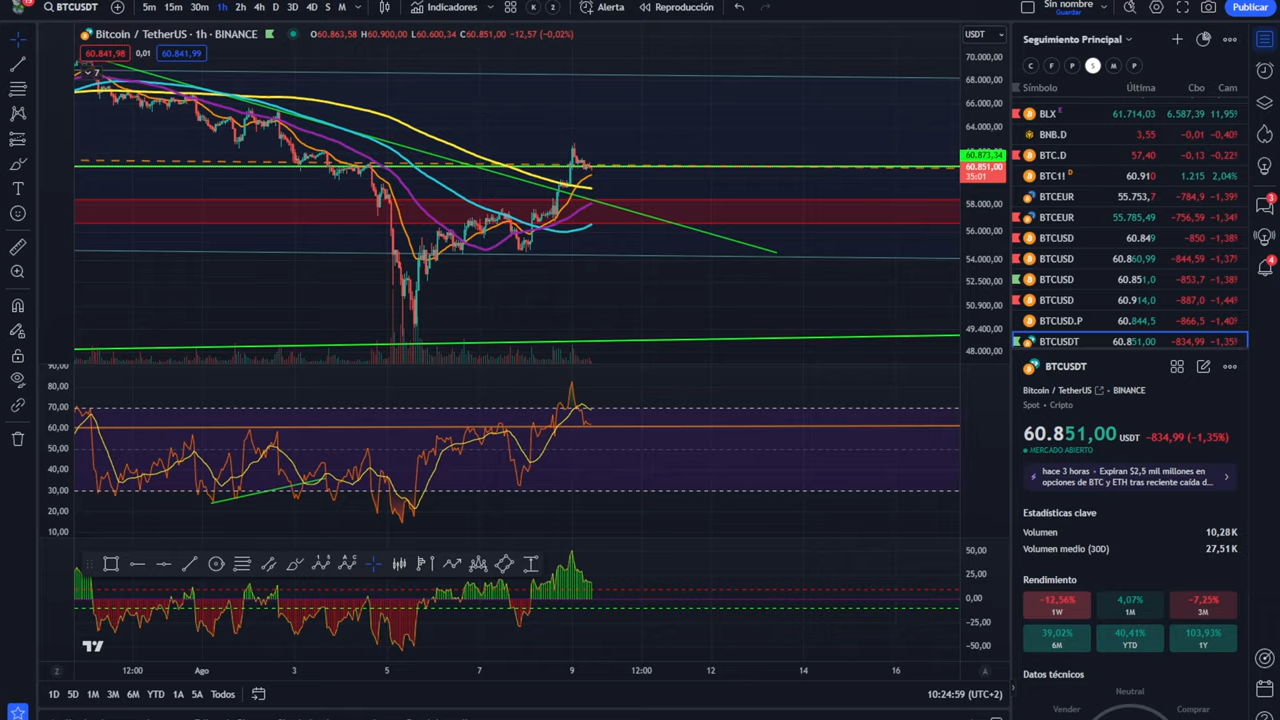 BTCUSDT
5m 15m 30m 1h 2h 4h D 3D 4D S M
Indicadores
K
2
Alerta
Reproducción
Sin nombre
Guardar
Publicar
Bitcoin / TetherUS · 1h · BINANCE
O60.863,58 H60.900,00 L60.600,34 C60.851,00 −12,57 (−0,02%)
60.841,98
0,01
60.841,99
7
USDT
70.000,00
68.000,00
66.000,00
64.000,00
60.873,34
60.851,00
35:01
58.000,00
56.000,00
54.000,00
52.500,00
50.900,00
49.400,00
48.000,00
90,00
80,00
70,00
60,00
50,00
40,00
30,00
20,00
10,00
50,00
25,00
0,00
−25,00
−50,00
12:00 Ago 3 5 7 9 12:00 12 14 16
Z
A
1D 5D 1M 3M 6M YTD 1A 5A Todos
10:24:59 (UTC+2)
Seguimiento Principal
C F P S M P
Símbolo Última Cbo Cam
BLX E 61.714,03 6.587,39 11,95%
BNB.D 3,55 −0,01 −0,40%
BTC.D 57,40 −0,13 −0,22%
BTC1! D 60.910 1.215 2,04%
BTCEUR 55.753,7 −784,9 −1,39%
BTCEUR 55.785,49 −756,59 −1,34%
BTCUSD 60.849 −850 −1,38%
BTCUSD 60.860,99 −844,59 −1,37%
BTCUSD 60.851,0 −853,7 −1,38%
BTCUSD 60.914,0 −887,0 −1,44%
BTCUSD.P 60.844,5 −866,5 −1,40%
BTCUSDT 60.851,00 −834,99 −1,35%
BTCUSDT
Bitcoin / TetherUS · BINANCE
Spot · Cripto
60.851,00 USDT −834,99 (−1,35%)
MERCADO ABIERTO
hace 3 horas · Expiran $2,5 mil millones en
opciones de BTC y ETH tras reciente caída d...
Estadísticas clave
Volumen 10,28 K
Volumen medio (30D) 27,51 K
Rendimiento
−12,56% 4,07% −7,25%
1W 1M 3M
39,02% 40,41% 103,93%
6M YTD 1Y
Datos técnicos
Neutral
Vender
Comprar
3
4